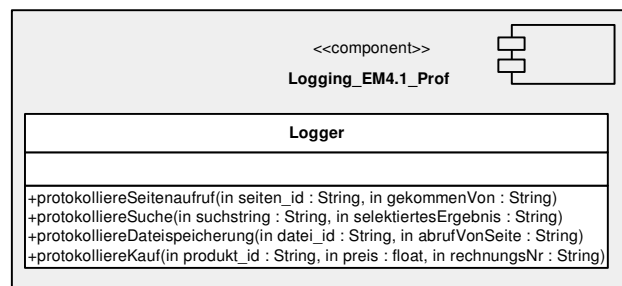 <<component>>
Logging_EM4.1_Prof
Logger
+protokolliereSeitenaufruf(in seiten_id : String, in gekommenVon : String)
+protokolliereSuche(in suchstring : String, in selektiertesErgebnis : String)
+protokolliereDateispeicherung(in datei_id : String, in abrufVonSeite : String)
+protokolliereKauf(in produkt_id : String, in preis : float, in rechnungsNr : String)